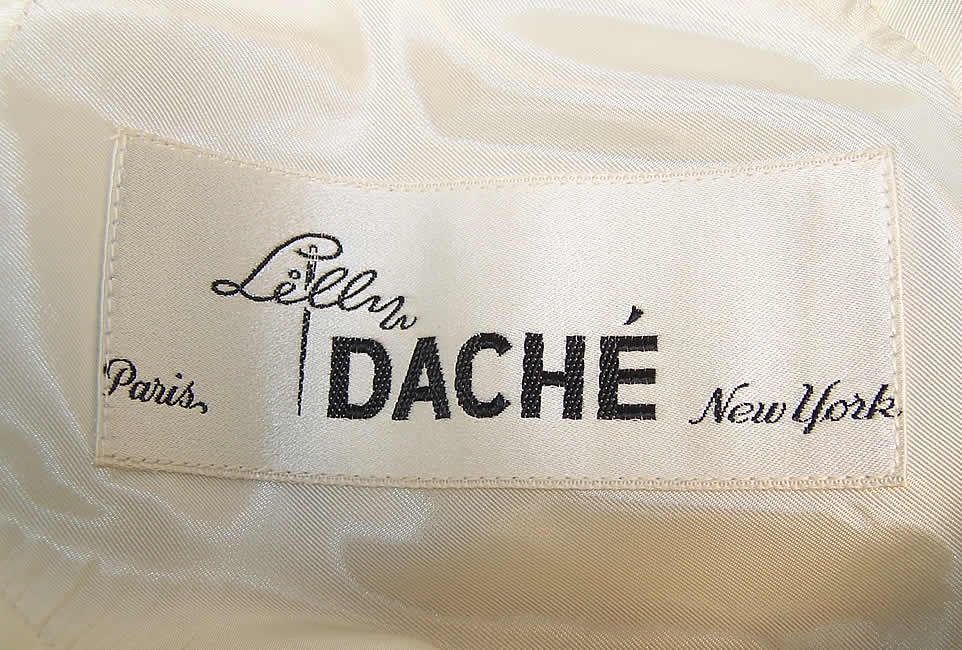 Lilly
DACHÉ
Paris,
New York.